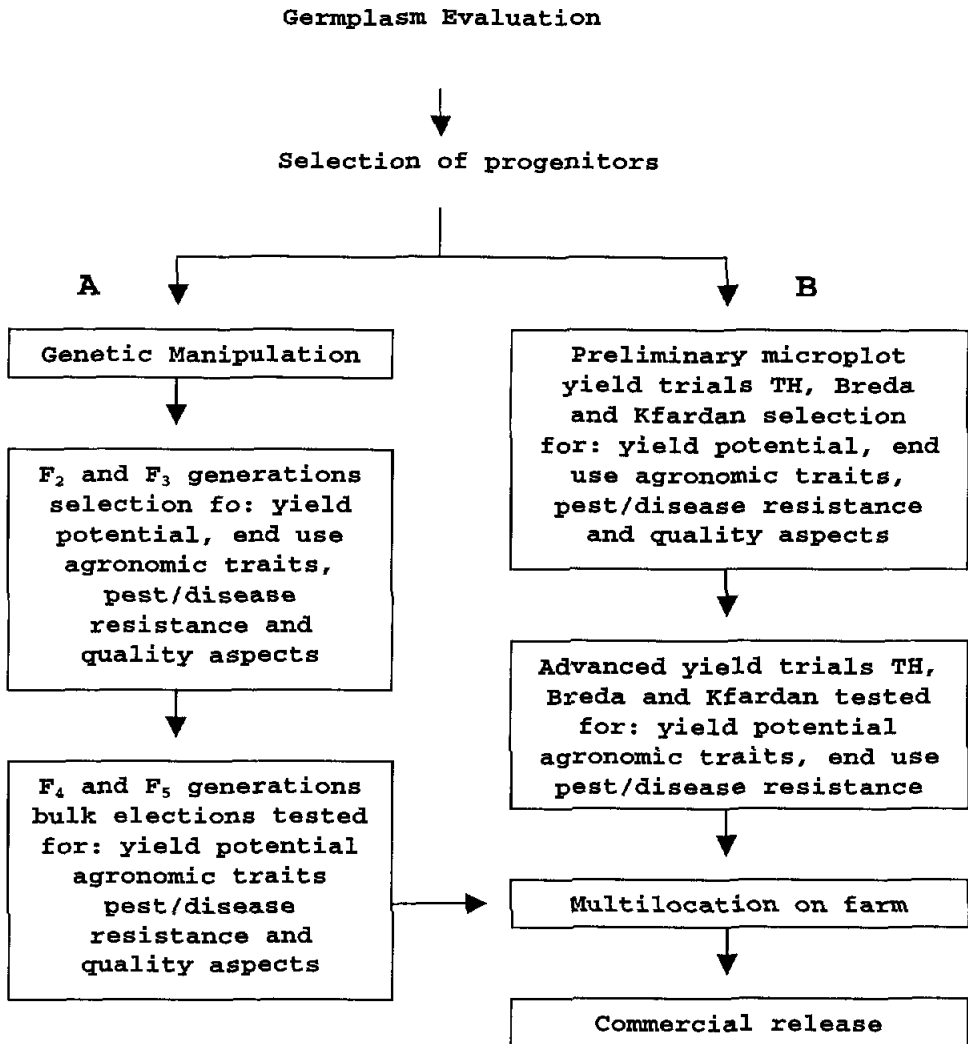 Germplasm Evaluation
Selection of progenitors
A
Genetic Manipulation
F₂ and F₃ generations
selection fo: yield
potential, end use
agronomic traits,
pest/disease
resistance and
quality aspects
F₄ and F₅ generations
bulk elections tested
for: yield potential
agronomic traits
pest/disease
resistance and
quality aspects
B
Preliminary microplot
yield trials TH, Breda
and Kfardan selection
for: yield potential, end
use agronomic traits,
pest/disease resistance
and quality aspects
Advanced yield trials TH,
Breda and Kfardan tested
for: yield potential
agronomic traits, end use
pest/disease resistance
Multilocation on farm
Commercial release